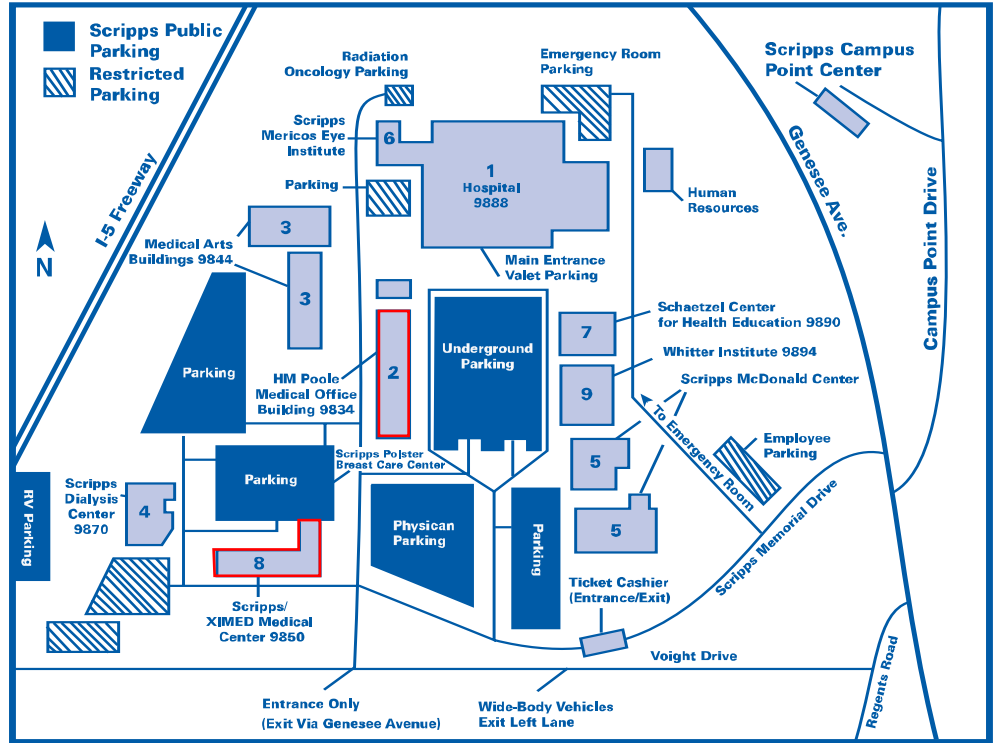 Scripps Public
Parking
Restricted
Parking
Radiation
Oncology Parking
Emergency Room
Parking
Scripps Campus
Point Center
Scripps
Mericos Eye
Institute
6
1
Hospital
9888
Parking
Human
Resources
I-5 Freeway
Genesee Ave.
Campus Point Drive
N
3
Medical Arts
Buildings 9844
3
Main Entrance
Valet Parking
Schaetzel Center
for Health Education 9890
7
Underground
Parking
Whitter Institute 9894
Parking
2
HM Poole
Medical Office
Building 9834
9
Scripps McDonald Center
To Emergency Room
Employee
Parking
Scripps Polster
Breast Care Center
Parking
5
Scripps
Dialysis
Center
9870
4
RV Parking
Physican
Parking
Parking
5
Scripps Memorial Drive
8
Scripps/
XIMED Medical
Center 9850
Ticket Cashier
(Entrance/Exit)
Voight Drive
Regents Road
Entrance Only
(Exit Via Genesee Avenue)
Wide-Body Vehicles
Exit Left Lane